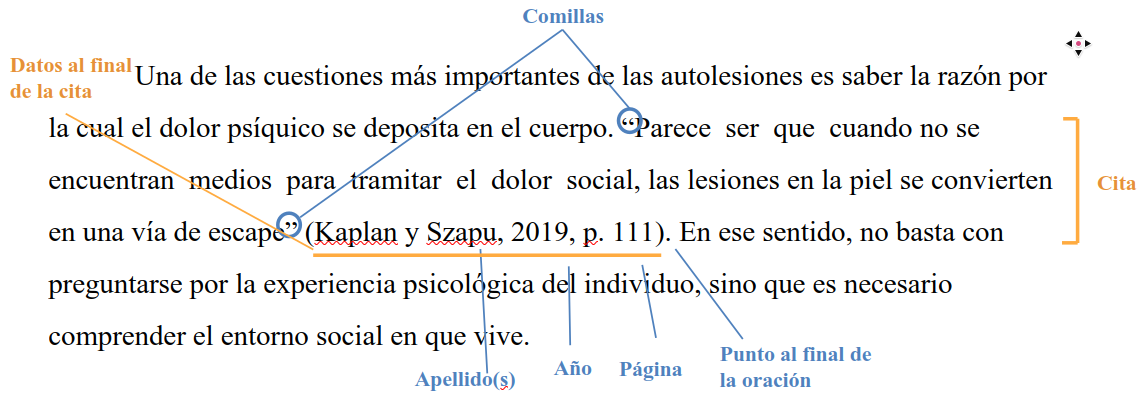 Comillas
Datos al final
de la cita
Una de las cuestiones más importantes de las autolesiones es saber la razón por
la cual el dolor psíquico se deposita en el cuerpo. “Parece ser que cuando no se
encuentran medios para tramitar el dolor social, las lesiones en la piel se convierten
en una vía de escape” (Kaplan y Szapu, 2019, p. 111). En ese sentido, no basta con
preguntarse por la experiencia psicológica del individuo, sino que es necesario
comprender el entorno social en que vive.
Cita
Apellido(s)
Año
Página
Punto al final de
la oración